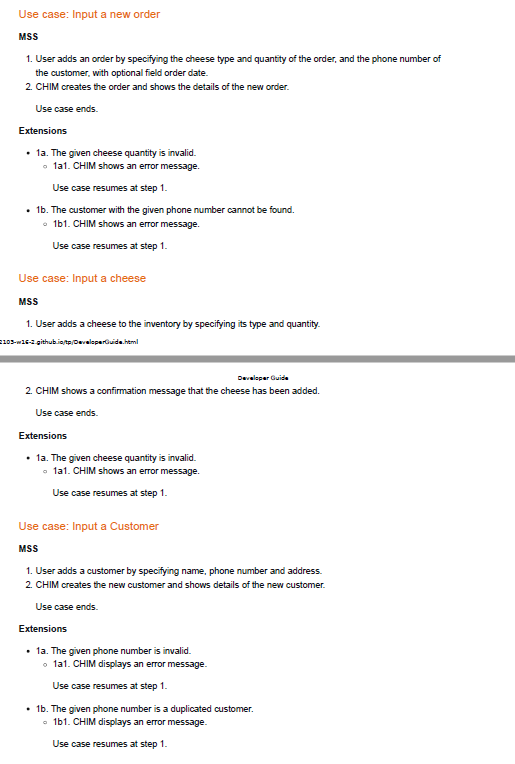 Use case: Input a new order
MSS
1. User adds an order by specifying the cheese type and quantity of the order, and the phone number of
the customer, with optional field order date.
2. CHIM creates the order and shows the details of the new order.
Use case ends.
Extensions
• 1a. The given cheese quantity is invalid.
◦ 1a1. CHIM shows an error message.
Use case resumes at step 1.
• 1b. The customer with the given phone number cannot be found.
◦ 1b1. CHIM shows an error message.
Use case resumes at step 1.
Use case: Input a cheese
MSS
1. User adds a cheese to the inventory by specifying its type and quantity.
2103-w16-2.github.io/tp/DeveloperGuide.html
Developer Guide
2. CHIM shows a confirmation message that the cheese has been added.
Use case ends.
Extensions
• 1a. The given cheese quantity is invalid.
◦ 1a1. CHIM shows an error message.
Use case resumes at step 1.
Use case: Input a Customer
MSS
1. User adds a customer by specifying name, phone number and address.
2. CHIM creates the new customer and shows details of the new customer.
Use case ends.
Extensions
• 1a. The given phone number is invalid.
◦ 1a1. CHIM displays an error message.
Use case resumes at step 1.
• 1b. The given phone number is a duplicated customer.
◦ 1b1. CHIM displays an error message.
Use case resumes at step 1.